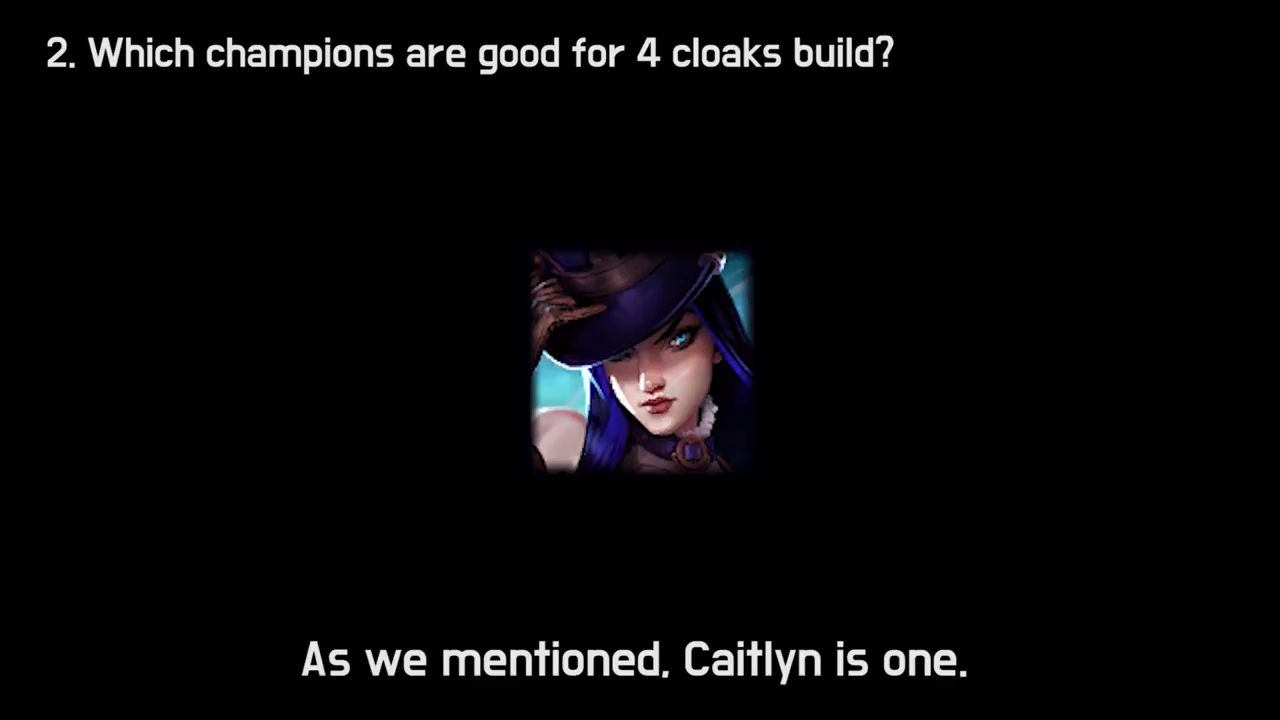 2. Which champions are good for 4 cloaks build?
As we mentioned, Caitlyn is one.